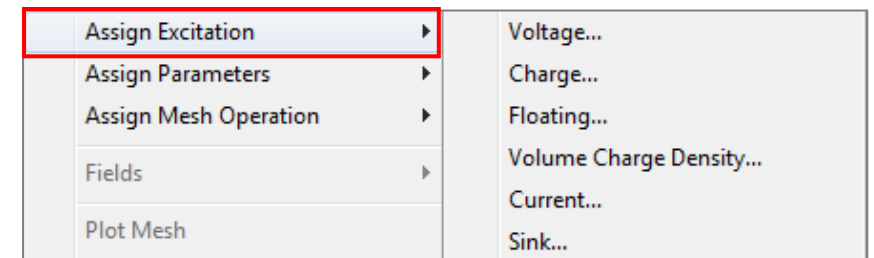 Assign Excitation
Assign Parameters
Assign Mesh Operation
Fields
Plot Mesh
Voltage...
Charge...
Floating...
Volume Charge Density...
Current...
Sink...